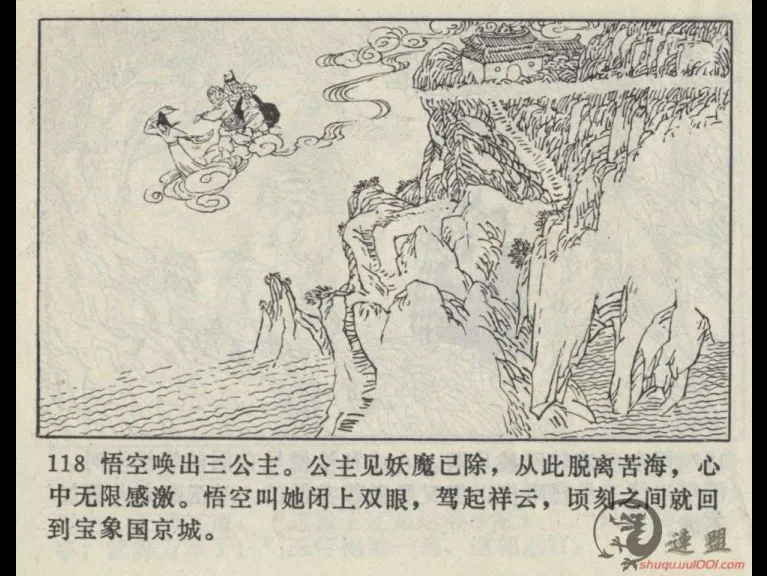 118 悟空唤出三公主。公主见妖魔已除，从此脱离苦海，心
中无限感激。悟空叫她闭上双眼，驾起祥云，顷刻之间就回
到宝象国京城。
連盟
shuqu.uu1001.com